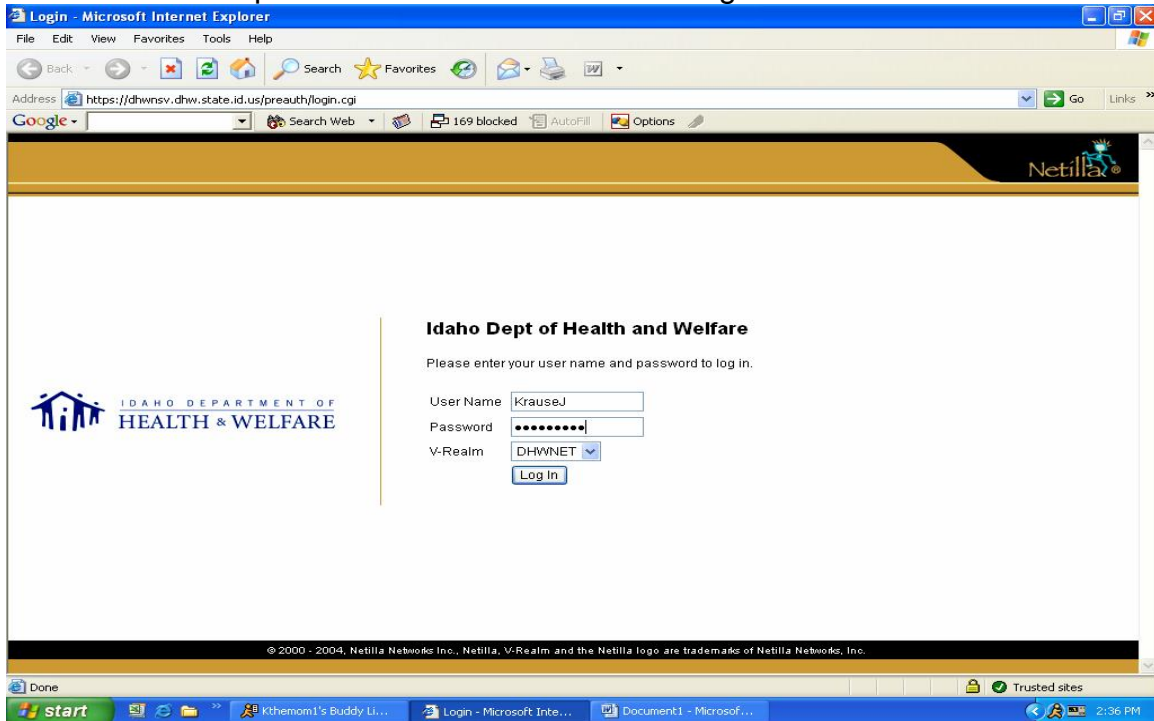 Login - Microsoft Internet Explorer
File Edit View Favorites Tools Help
Back Search Favorites
Address https://dhwnsv.dhw.state.id.us/preauth/login.cgi Go Links »
Google Search Web 169 blocked AutoFill Options
Netilla®
Idaho Dept of Health and Welfare
Please enter your user name and password to log in.
IDAHO DEPARTMENT OF
HEALTH & WELFARE
User Name KrauseJ
Password •••••••••
V-Realm DHWNET
Log In
© 2000 - 2004, Netilla Networks Inc., Netilla, V-Realm and the Netilla logo are trademarks of Netilla Networks, Inc.
Done Trusted sites
start » Kthemom1's Buddy Li... Login - Microsoft Inte... Document1 - Microsof... 2:36 PM